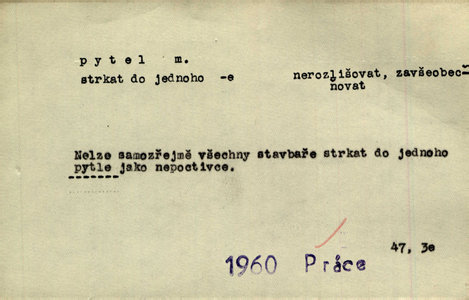 pytel m.
strkat do jednoho -e nerozlišovat, zavšeobec-
ňovat
Nelze samozřejmě všechny stavbaře strkat do jednoho
pytle jako nepoctivce.
47, 3e
1960 Práce